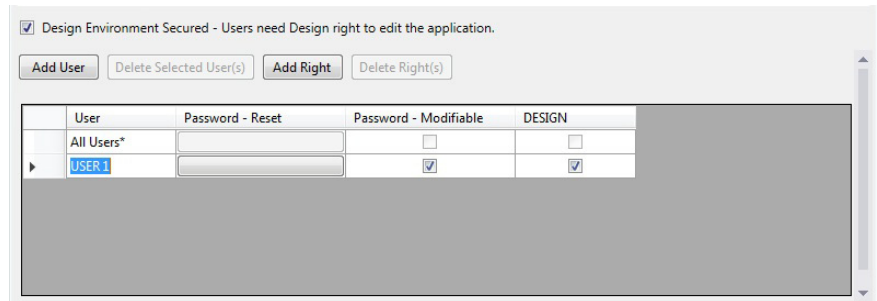 Design Environment Secured - Users need Design right to edit the application.
Add User Delete Selected User(s) Add Right Delete Right(s)
User Password - Reset Password - Modifiable DESIGN
All Users*
USER 1